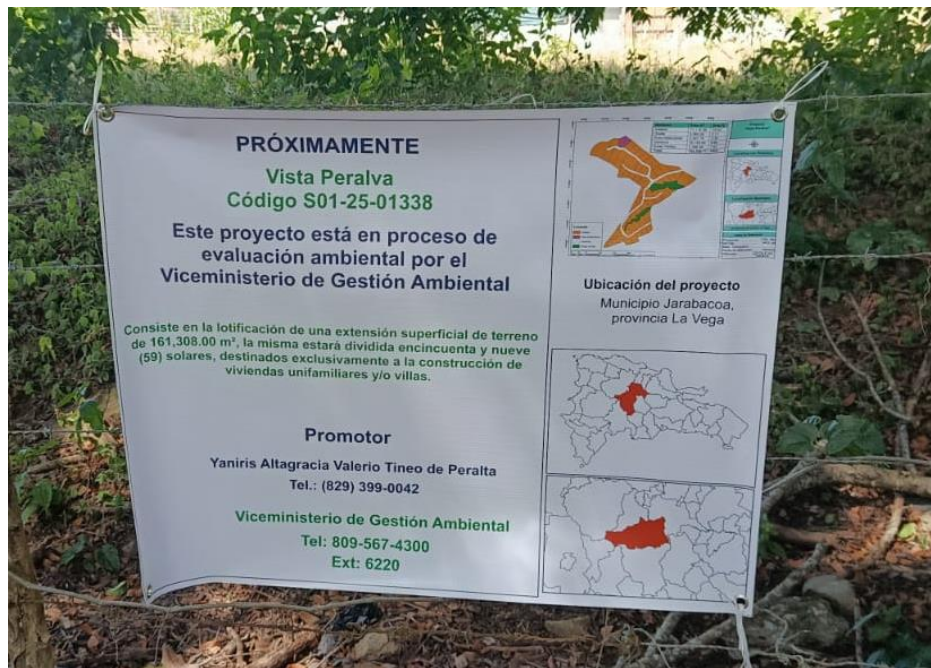 PRÓXIMAMENTE
Vista Peralva
Código S01-25-01338
Este proyecto está en proceso de
evaluación ambiental por el
Viceministerio de Gestión Ambiental
Consiste en la lotificación de una extensión superficial de terreno
de 161,308.00 m², la misma estará dividida encincuenta y nueve
(59) solares, destinados exclusivamente a la construcción de
viviendas unifamiliares y/o villas.
Promotor
Yaniris Altagracia Valerio Tineo de Peralta
Tel.: (829) 399-0042
Viceministerio de Gestión Ambiental
Tel: 809-567-4300
Ext: 6220
Ubicación del proyecto
Municipio Jarabacoa,
provincia La Vega